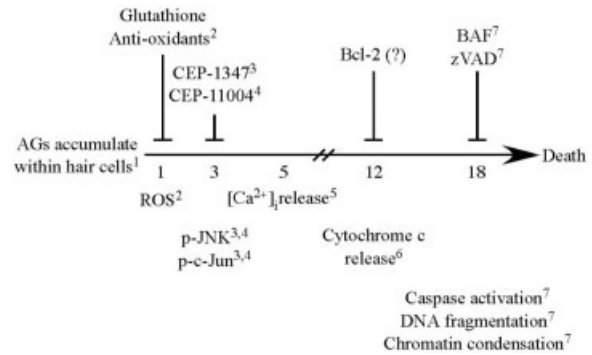 Glutathione
Anti-oxidants²
CEP-1347³
CEP-11004⁴
Bcl-2 (?)
BAF⁷
zVAD⁷
AGs accumulate
within hair cells¹
Death
1 3 5 12 18
ROS² [Ca²⁺]ᵢrelease⁵
p-JNK³,⁴
p-c-Jun³,⁴
Cytochrome c
release⁶
Caspase activation⁷
DNA fragmentation⁷
Chromatin condensation⁷